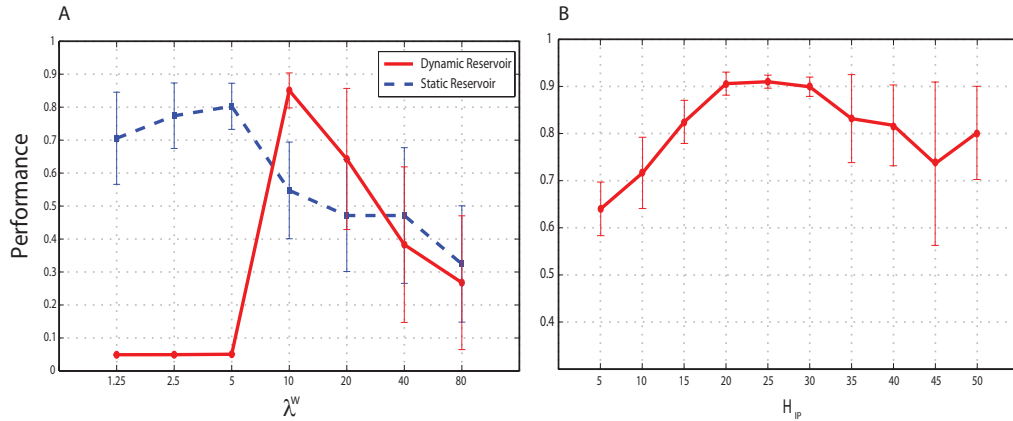 A
B
1
0.9
0.8
0.7
0.6
0.5
0.4
0.3
0.2
0.1
0
Performance
Dynamic Reservoir
Static Reservoir
1.25 2.5 5 10 20 40 80
λᵂ
1
0.9
0.8
0.7
0.6
0.5
0.4
5 10 15 20 25 30 35 40 45 50
H_IP